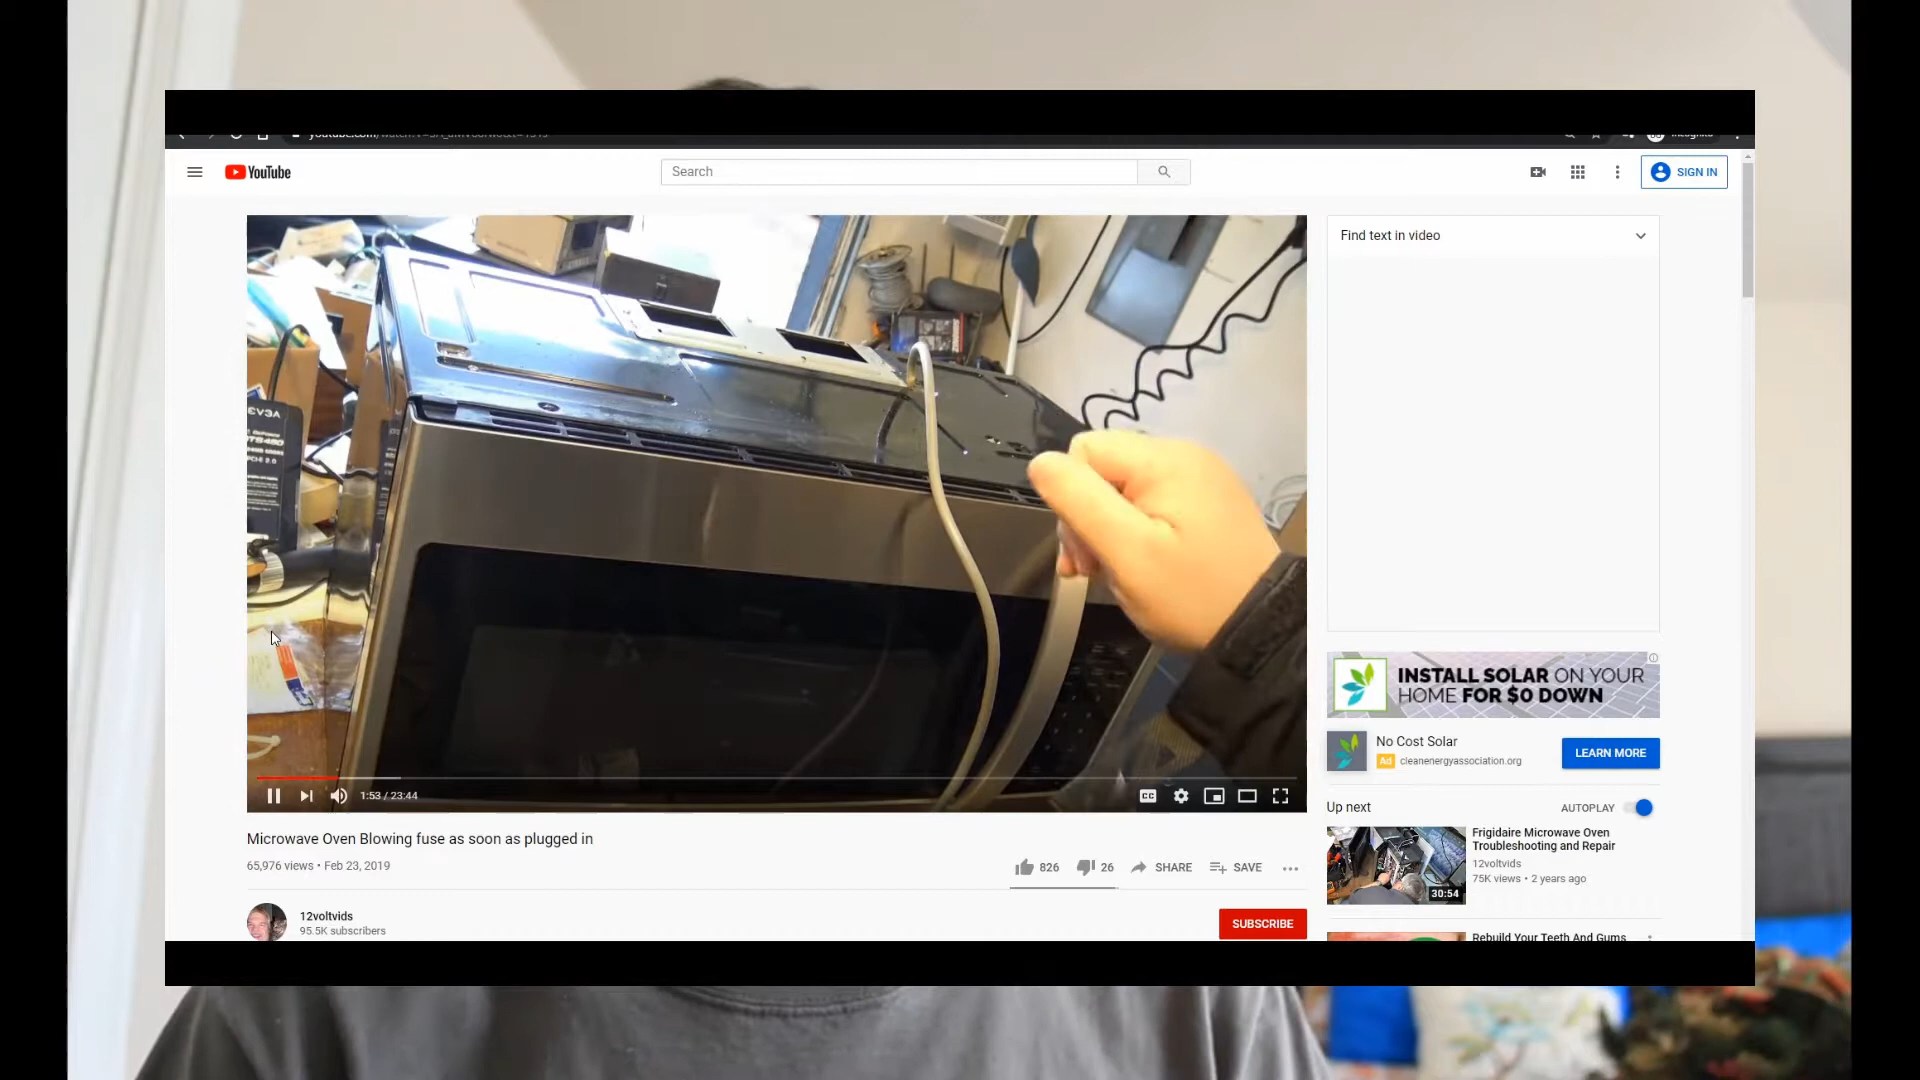 YouTube
Search
SIGN IN
Find text in video
EVZA
INSTALL SOLAR ON YOUR
HOME FOR $0 DOWN
No Cost Solar
Ad cleanenergyassociation.org
LEARN MORE
1:53 / 23:44
CC
Up next
AUTOPLAY
Microwave Oven Blowing fuse as soon as plugged in
65,976 views • Feb 23, 2019
826
26
SHARE
SAVE
Frigidaire Microwave Oven
Troubleshooting and Repair
12voltvids
75K views • 2 years ago
30:54
12voltvids
95.5K subscribers
SUBSCRIBE
Rebuild Your Teeth And Gums